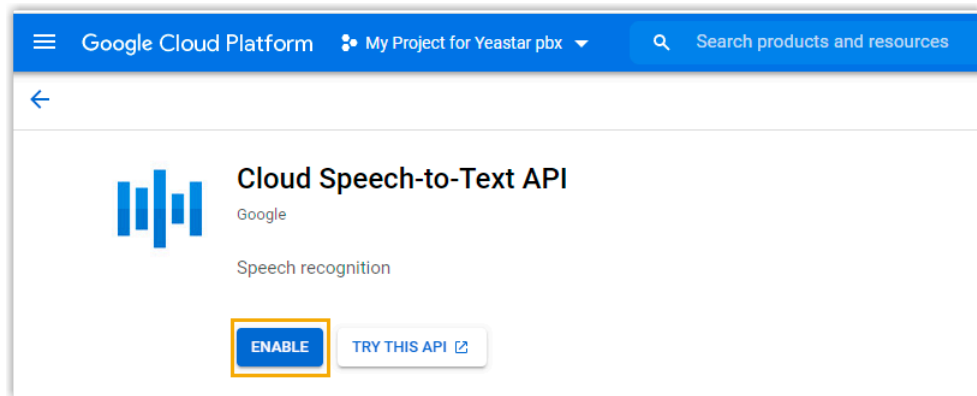 Google Cloud Platform My Project for Yeastar pbx Search products and resources
Cloud Speech-to-Text API
Google
Speech recognition
ENABLE TRY THIS API